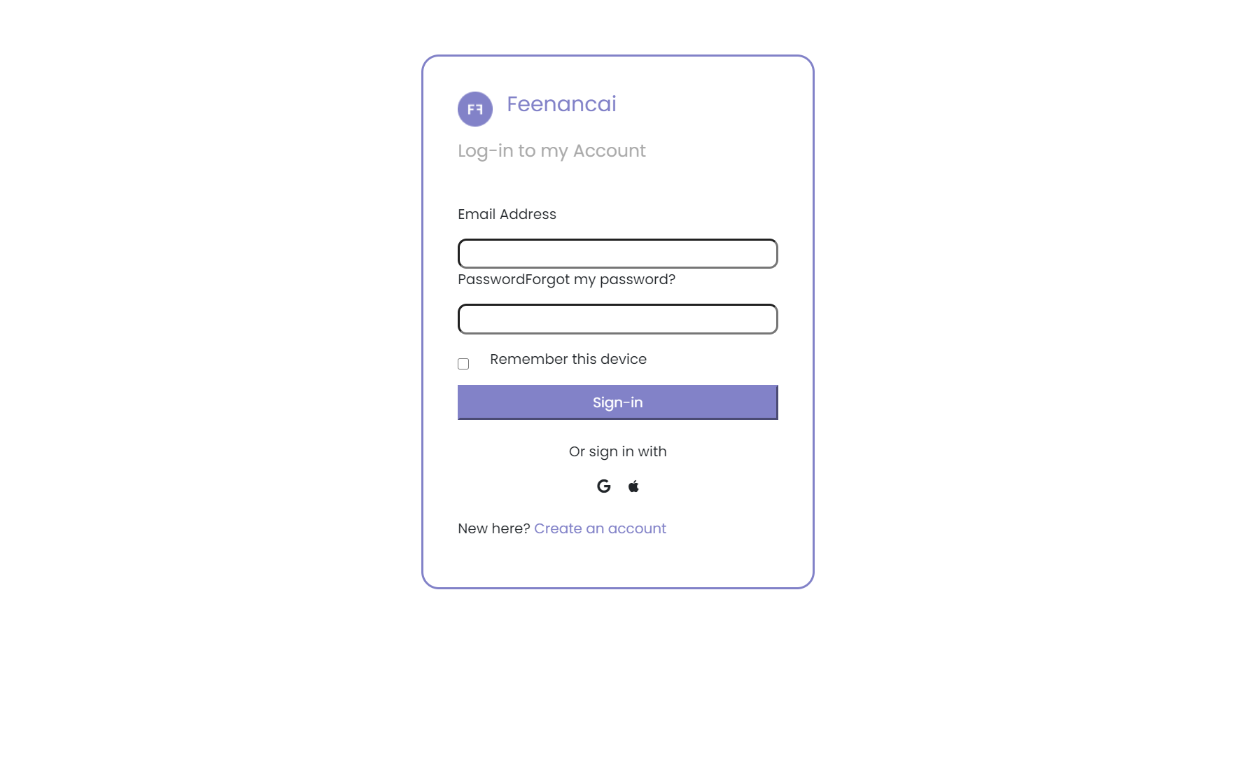 FF Feenancai
Log-in to my Account
Email Address
PasswordForgot my password?
Remember this device
Sign-in
Or sign in with
New here? Create an account